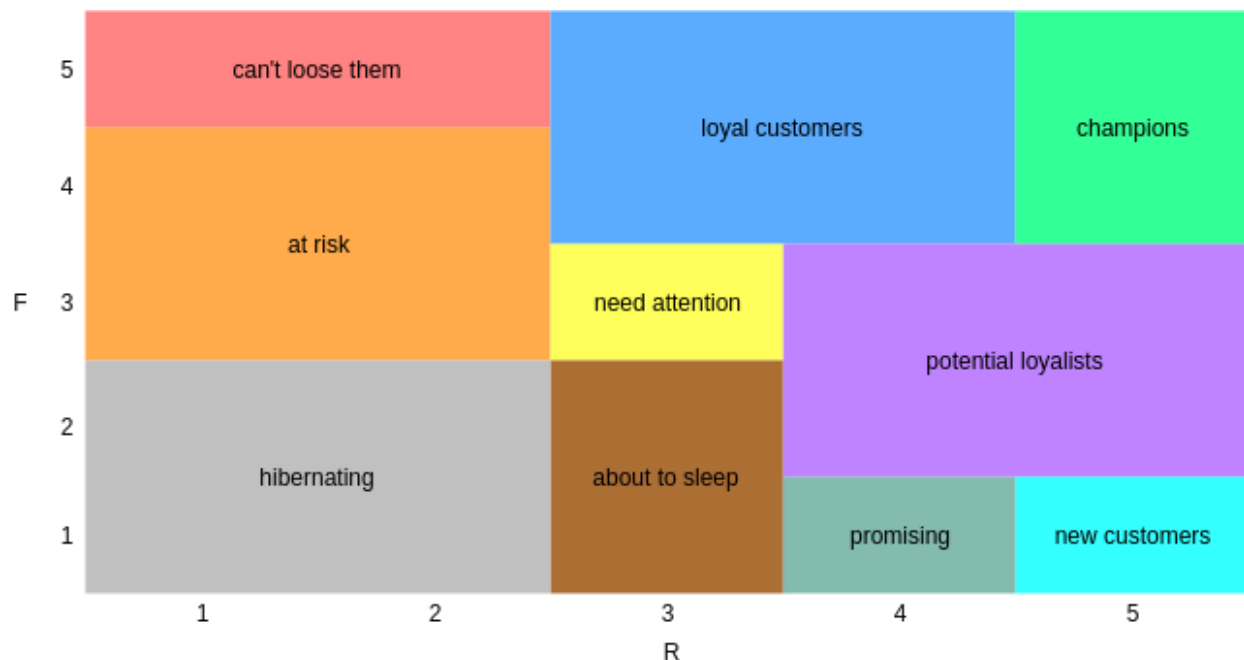 5
can't loose them
loyal customers
champions
4
at risk
F
3
need attention
potential loyalists
2
hibernating
about to sleep
1
promising
new customers
1
2
3
4
5
R